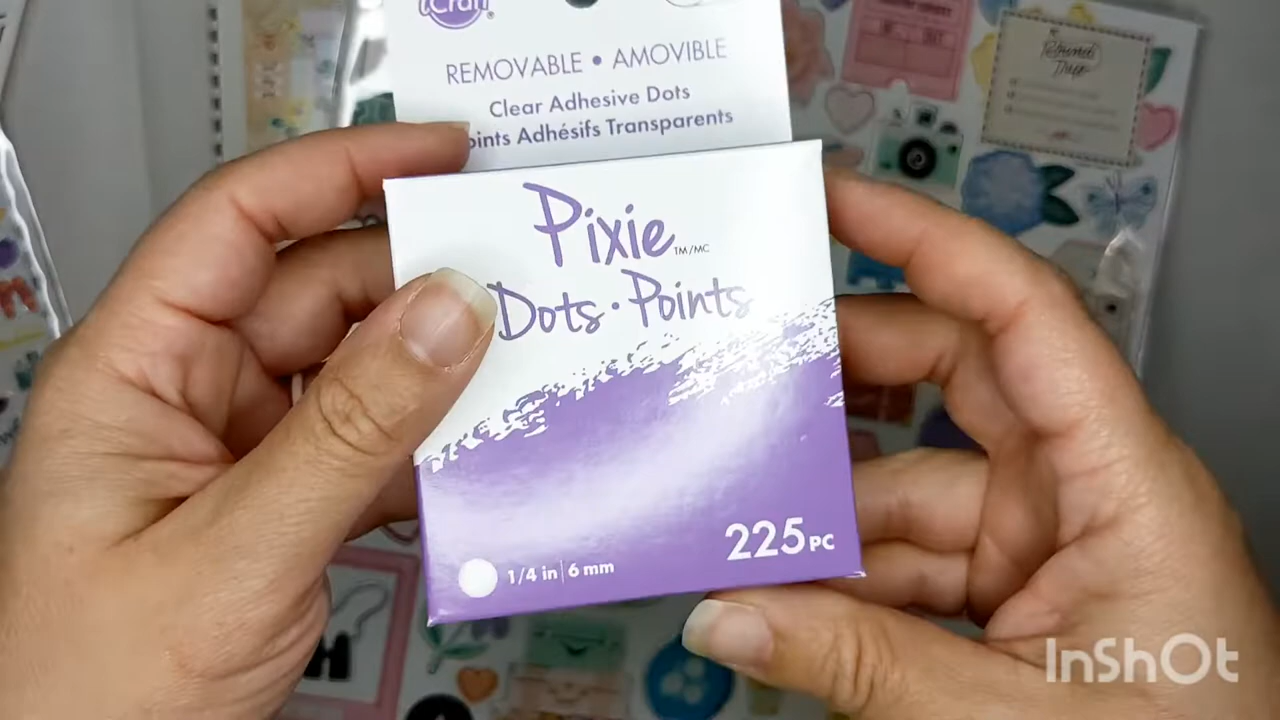 iCraft®
REMOVABLE • AMOVIBLE
Clear Adhesive Dots
Points Adhésifs Transparents
Pixie TM/MC
Dots • Points
225 PC
1/4 in | 6 mm
InShOt